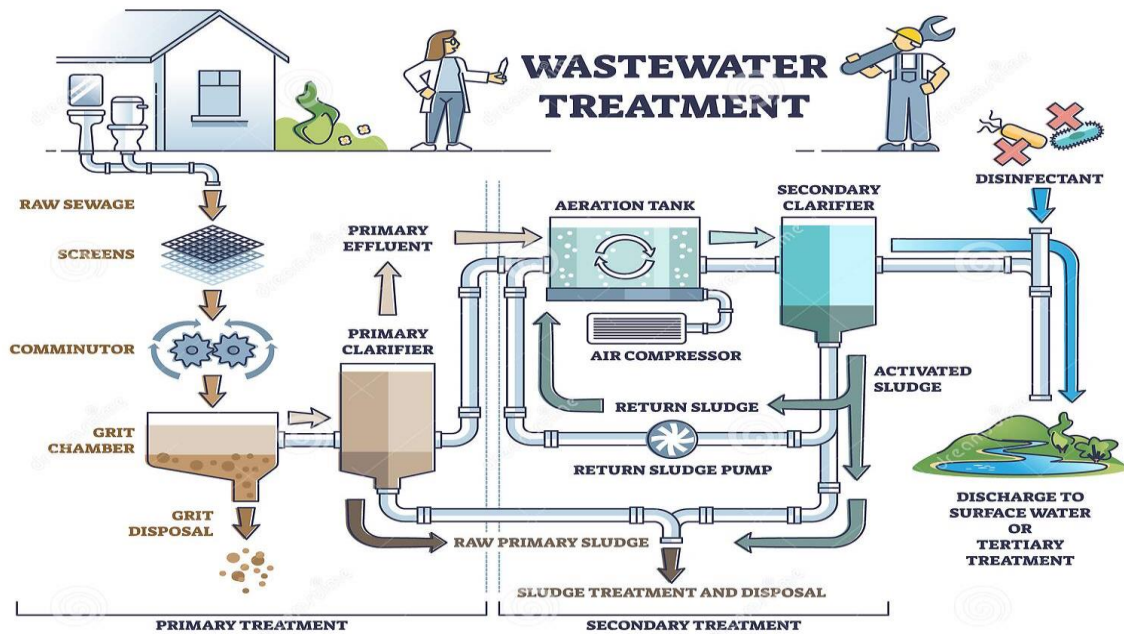 WASTEWATER
TREATMENT
RAW SEWAGE
SCREENS
COMMINUTOR
GRIT
CHAMBER
GRIT
DISPOSAL
PRIMARY
EFFLUENT
PRIMARY
CLARIFIER
RAW PRIMARY SLUDGE
AERATION TANK
AIR COMPRESSOR
SECONDARY
CLARIFIER
ACTIVATED
SLUDGE
RETURN SLUDGE
RETURN SLUDGE PUMP
SLUDGE TREATMENT AND DISPOSAL
DISINFECTANT
DISCHARGE TO
SURFACE WATER
OR
TERTIARY
TREATMENT
PRIMARY TREATMENT
SECONDARY TREATMENT